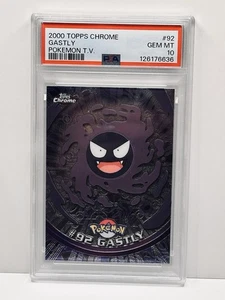 2000 TOPPS CHROME #92
GASTLY GEM MT
POKEMON T.V. 10
PSA 126176636
Topps
Chrome
POKéMON
#92 GASTLY